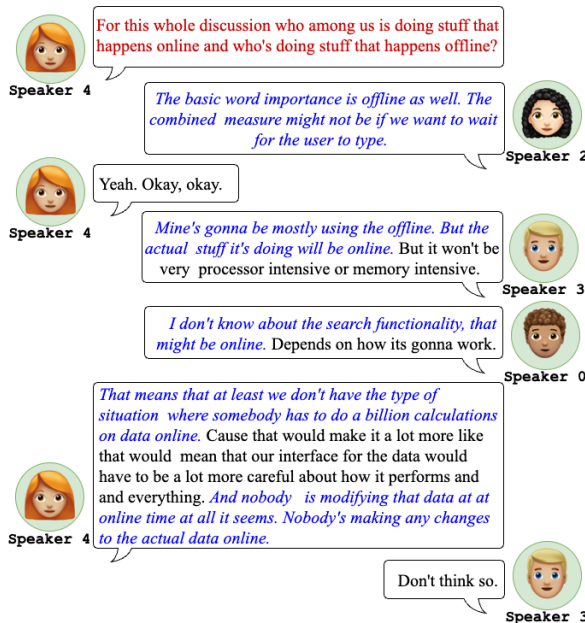 For this whole discussion who among us is doing stuff that
happens online and who's doing stuff that happens offline?
Speaker 4
The basic word importance is offline as well. The
combined measure might not be if we want to wait
for the user to type.
Speaker 2
Yeah. Okay, okay.
Speaker 4
Mine's gonna be mostly using the offline. But the
actual stuff it's doing will be online. But it won't be
very processor intensive or memory intensive.
Speaker 3
I don't know about the search functionality, that
might be online. Depends on how its gonna work.
Speaker 0
That means that at least we don't have the type of
situation where somebody has to do a billion calculations
on data online. Cause that would make it a lot more like
that would mean that our interface for the data would
have to be a lot more careful about how it performs and
and everything. And nobody is modifying that data at at
online time at all it seems. Nobody's making any changes
to the actual data online.
Speaker 4
Don't think so.
Speaker 3